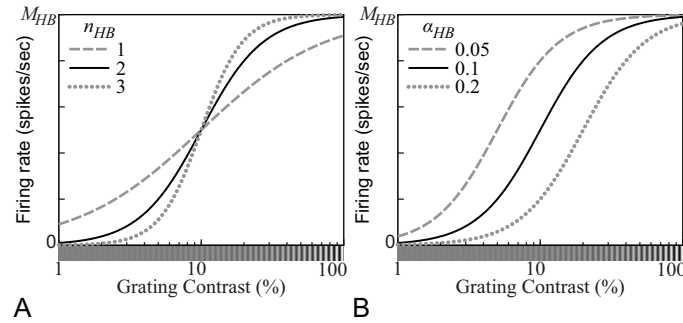 M_HB
n_HB
1
2
3
Firing rate (spikes/sec)
0
1
10
100
Grating Contrast (%)
A
M_HB
α_HB
0.05
0.1
0.2
Firing rate (spikes/sec)
0
1
10
100
Grating Contrast (%)
B